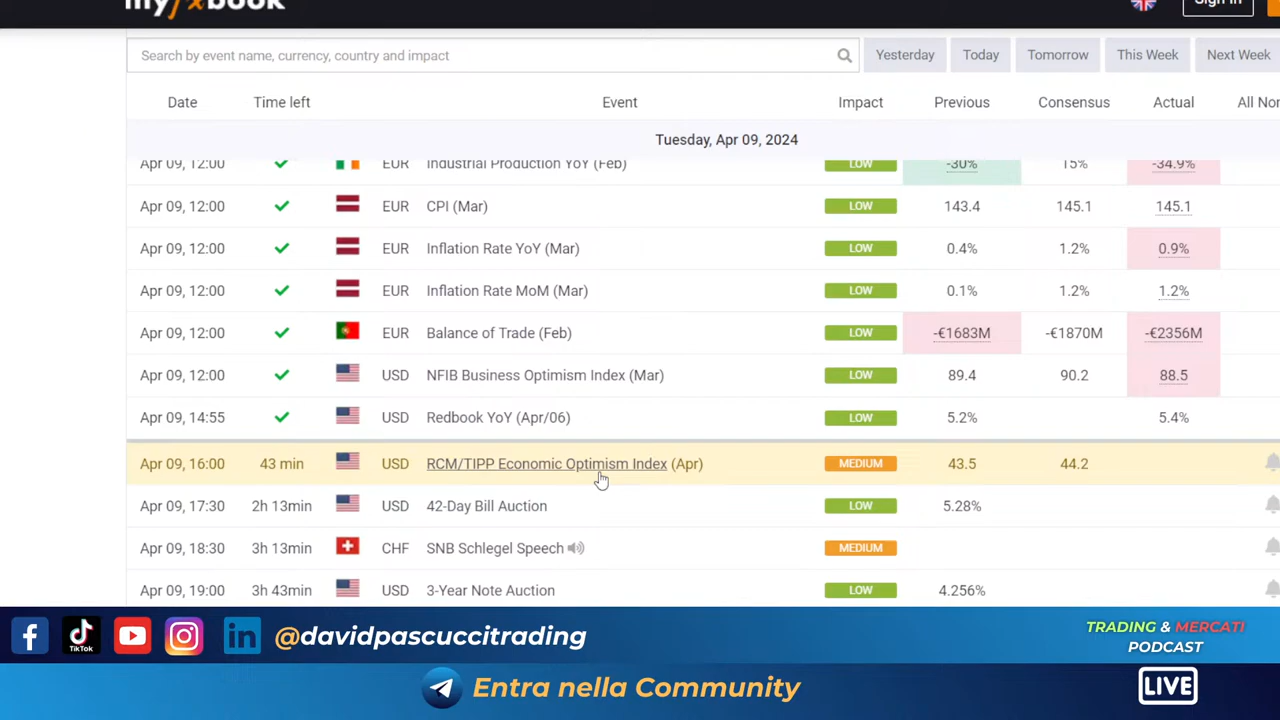 myfxbook
Sign In
Search by event name, currency, country and impact
Yesterday Today Tomorrow This Week Next Week
Date Time left Event Impact Previous Consensus Actual All
Tuesday, Apr 09, 2024
Apr 09, 12:00 EUR Industrial Production YoY (Feb) LOW -30% 15% -34.9%
Apr 09, 12:00 EUR CPI (Mar) LOW 143.4 145.1 145.1
Apr 09, 12:00 EUR Inflation Rate YoY (Mar) LOW 0.4% 1.2% 0.9%
Apr 09, 12:00 EUR Inflation Rate MoM (Mar) LOW 0.1% 1.2% 1.2%
Apr 09, 12:00 EUR Balance of Trade (Feb) LOW -€1683M -€1870M -€2356M
Apr 09, 12:00 USD NFIB Business Optimism Index (Mar) LOW 89.4 90.2 88.5
Apr 09, 14:55 USD Redbook YoY (Apr/06) LOW 5.2% 5.4%
Apr 09, 16:00 43 min USD RCM/TIPP Economic Optimism Index (Apr) MEDIUM 43.5 44.2
Apr 09, 17:30 2h 13min USD 42-Day Bill Auction LOW 5.28%
Apr 09, 18:30 3h 13min CHF SNB Schlegel Speech MEDIUM
Apr 09, 19:00 3h 43min USD 3-Year Note Auction LOW 4.256%
TikTok
@davidpascuccitrading
TRADING & MERCATI
PODCAST
Entra nella Community
LIVE